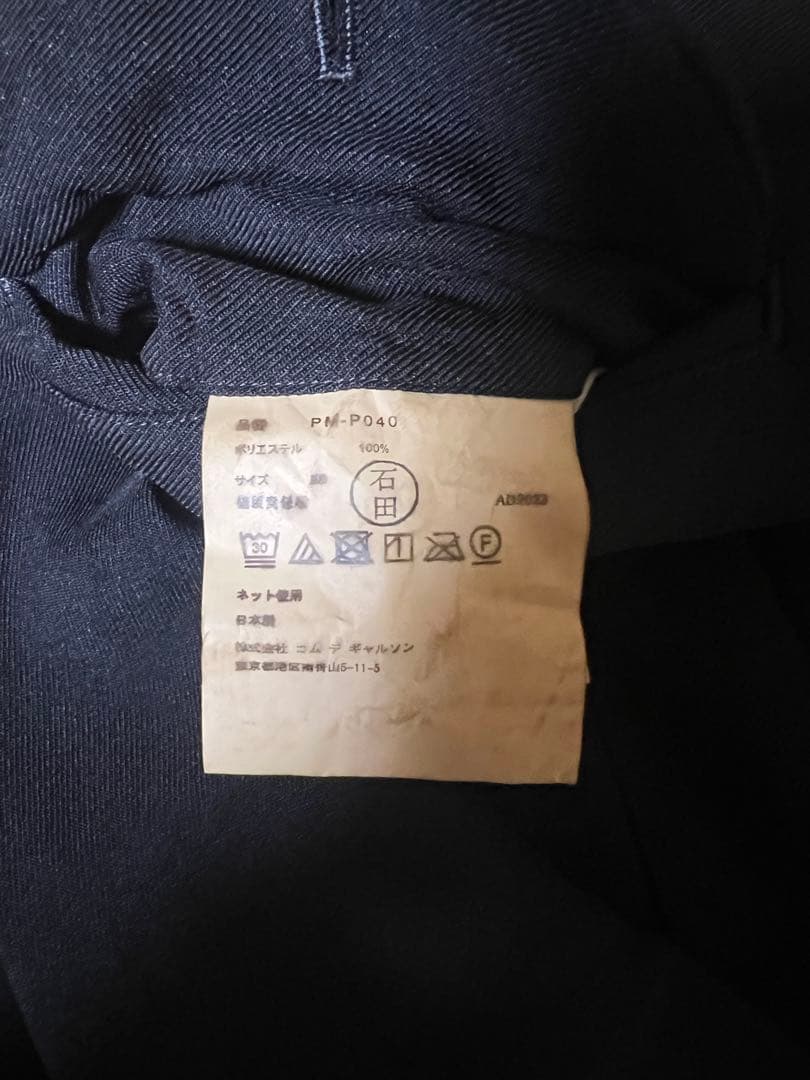 品番 PM-P040
ポリエステル 100%
サイズ
石田
30 F
ネット使用
日本製
株式会社 コム デ ギャルソン
東京都港区南青山5-11-5